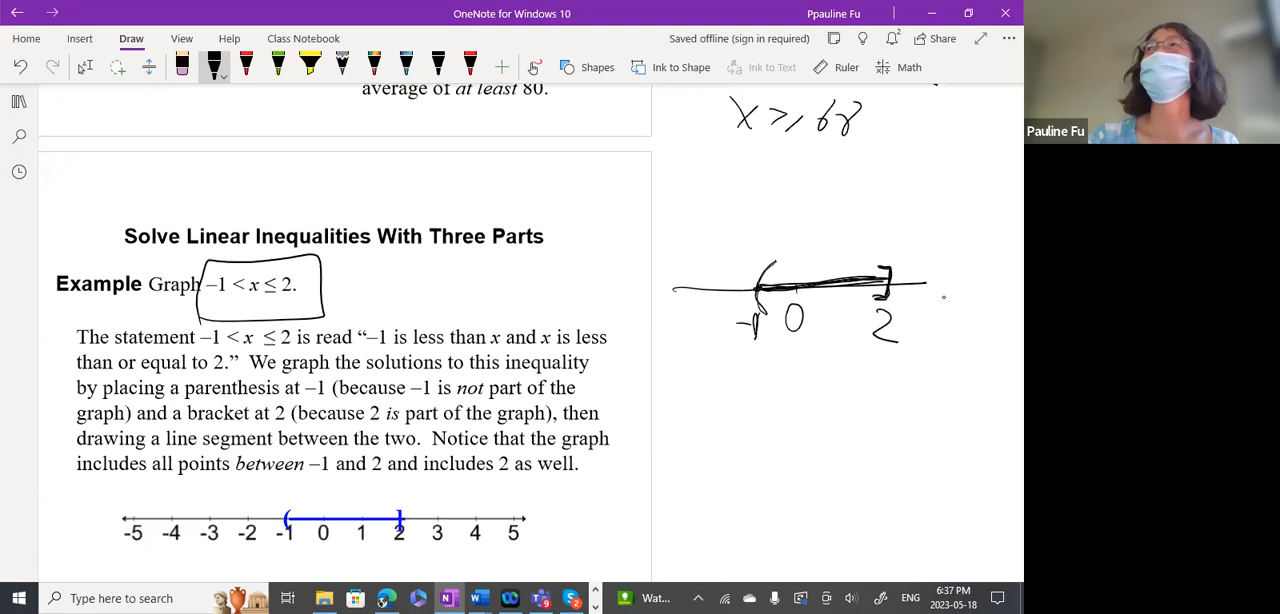 OneNote for Windows 10
Ppauline Fu
Home Insert Draw View Help Class Notebook
Saved offline (sign in required)
Share
Shapes
Ink to Shape
Ink to Text
Ruler
Math
average of at least 80.
x ≥ 68
Pauline Fu
Solve Linear Inequalities With Three Parts
Example Graph –1 < x ≤ 2.
The statement –1 < x ≤ 2 is read “–1 is less than x and x is less
than or equal to 2.” We graph the solutions to this inequality
by placing a parenthesis at –1 (because –1 is not part of the
graph) and a bracket at 2 (because 2 is part of the graph), then
drawing a line segment between the two. Notice that the graph
includes all points between –1 and 2 and includes 2 as well.
-5 -4 -3 -2 -1 0 1 2 3 4 5
( ]
-1 0 2
Type here to search
Wat...
ENG
6:37 PM
2023-05-18